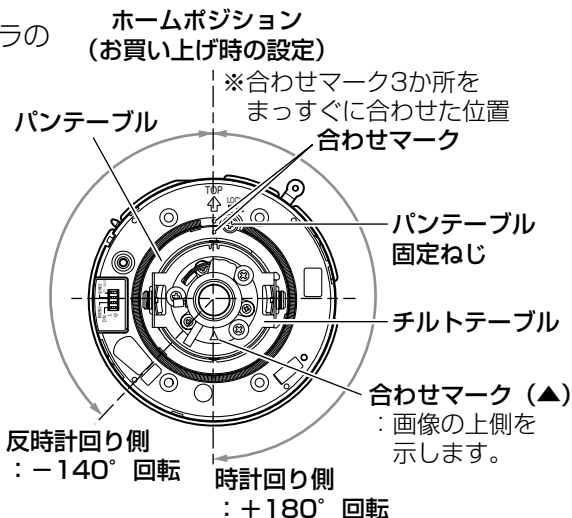 ラの
ホームポジション
（お買い上げ時の設定）
※合わせマーク3か所を
まっすぐに合わせた位置
パンテーブル
合わせマーク
TOP
パンテーブル
固定ねじ
チルトテーブル
合わせマーク（▲）
：画像の上側を
示します。
反時計回り側
：－140°回転
時計回り側
：＋180°回転